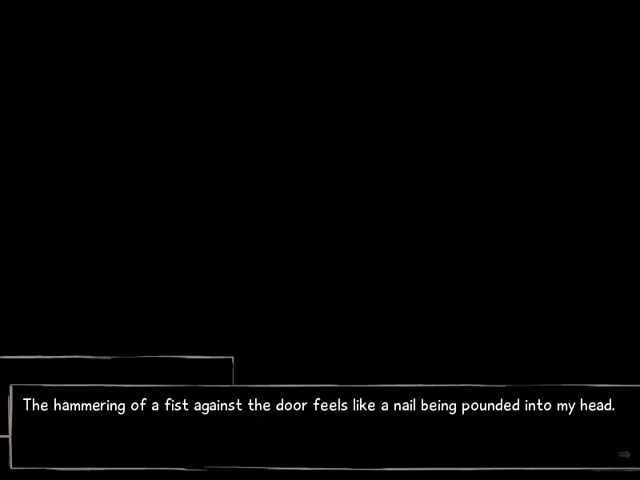 The hammering of a fist against the door feels like a nail being pounded into my head.